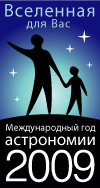 Вселенная
для Вас
Международный год
астрономии
2009